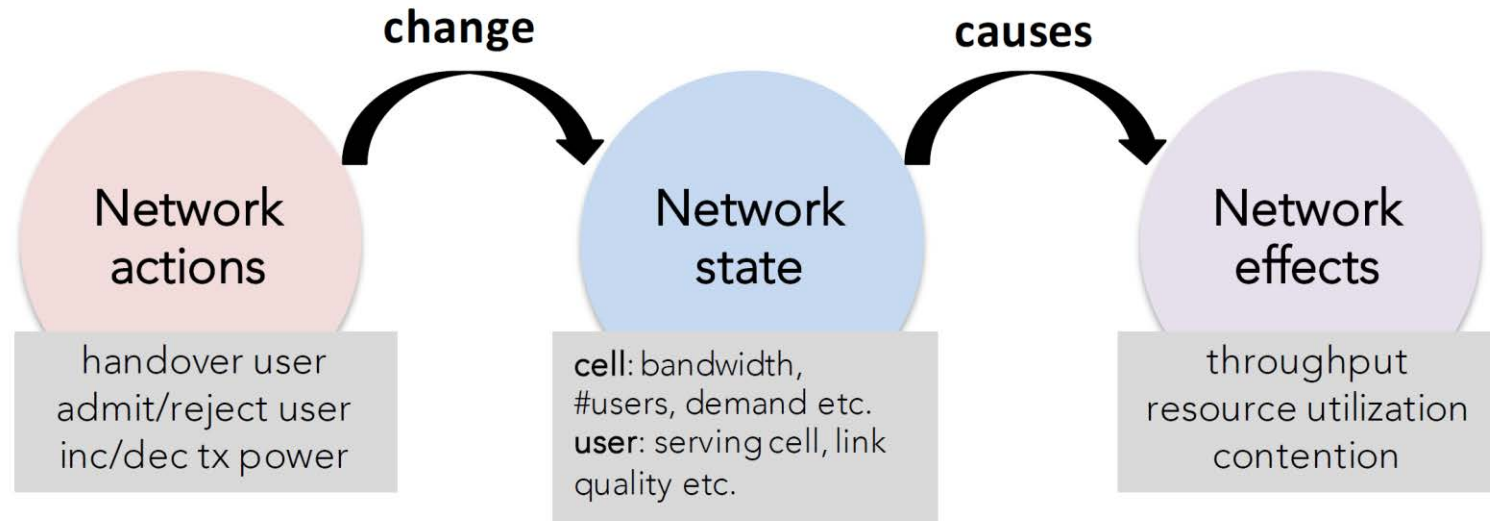 change
causes
Network
actions
Network
state
Network
effects
handover user
admit/reject user
inc/dec tx power
cell: bandwidth,
#users, demand etc.
user: serving cell, link
quality etc.
throughput
resource utilization
contention